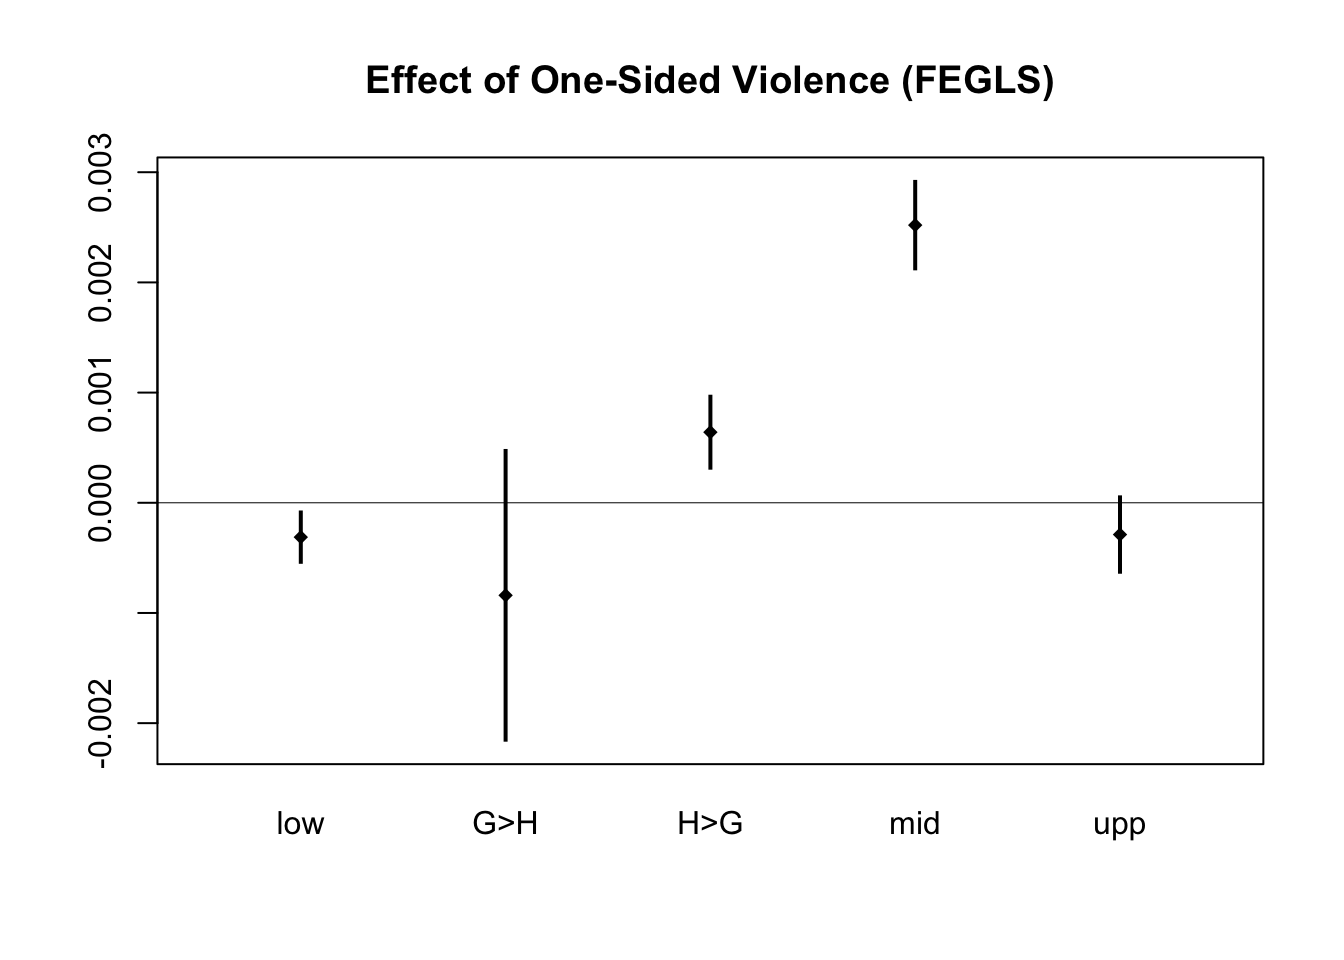 Effect of One-Sided Violence (FEGLS)
0.003
0.002
0.001
0.000
-0.002
low G>H H>G mid upp